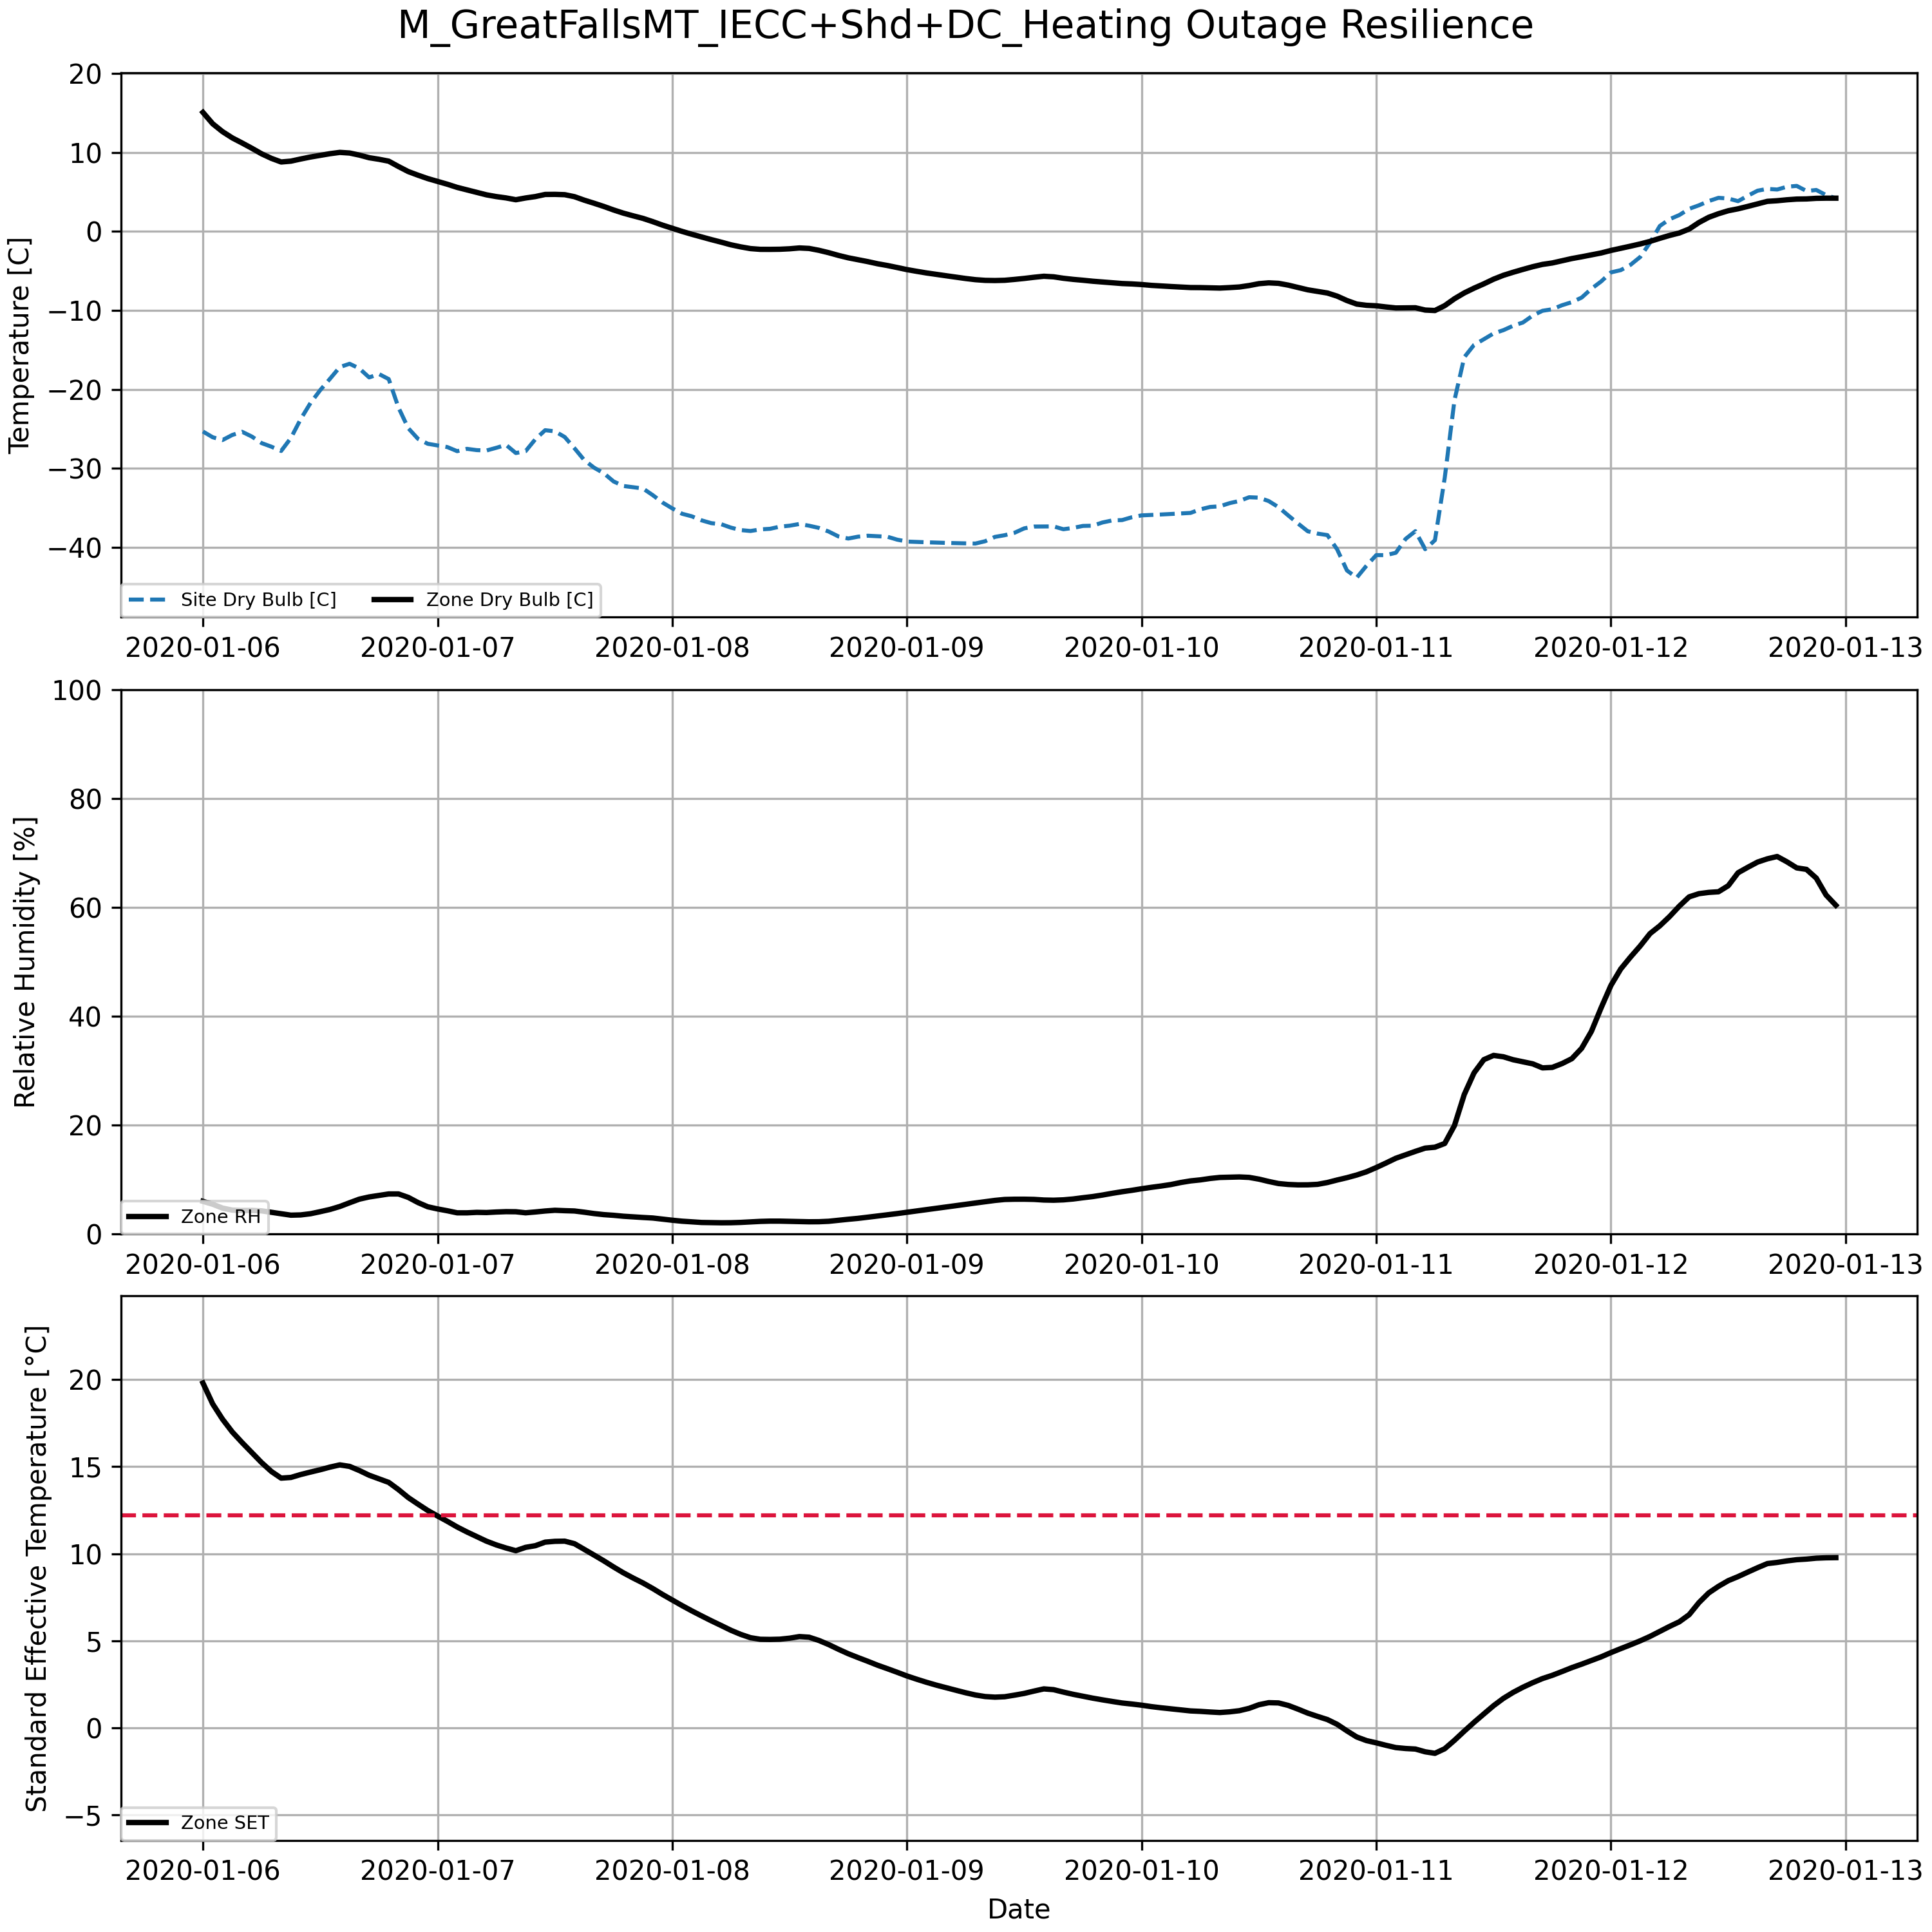 M_GreatFallsMT_IECC+Shd+DC_Heating Outage Resilience
Temperature [C]
20
10
0
−10
−20
−30
−40
Site Dry Bulb [C] Zone Dry Bulb [C]
2020-01-06 2020-01-07 2020-01-08 2020-01-09 2020-01-10 2020-01-11 2020-01-12 2020-01-13
Relative Humidity [%]
100
80
60
40
20
0
Zone RH
2020-01-06 2020-01-07 2020-01-08 2020-01-09 2020-01-10 2020-01-11 2020-01-12 2020-01-13
Standard Effective Temperature [°C]
20
15
10
5
0
−5
Zone SET
2020-01-06 2020-01-07 2020-01-08 2020-01-09 2020-01-10 2020-01-11 2020-01-12 2020-01-13
Date